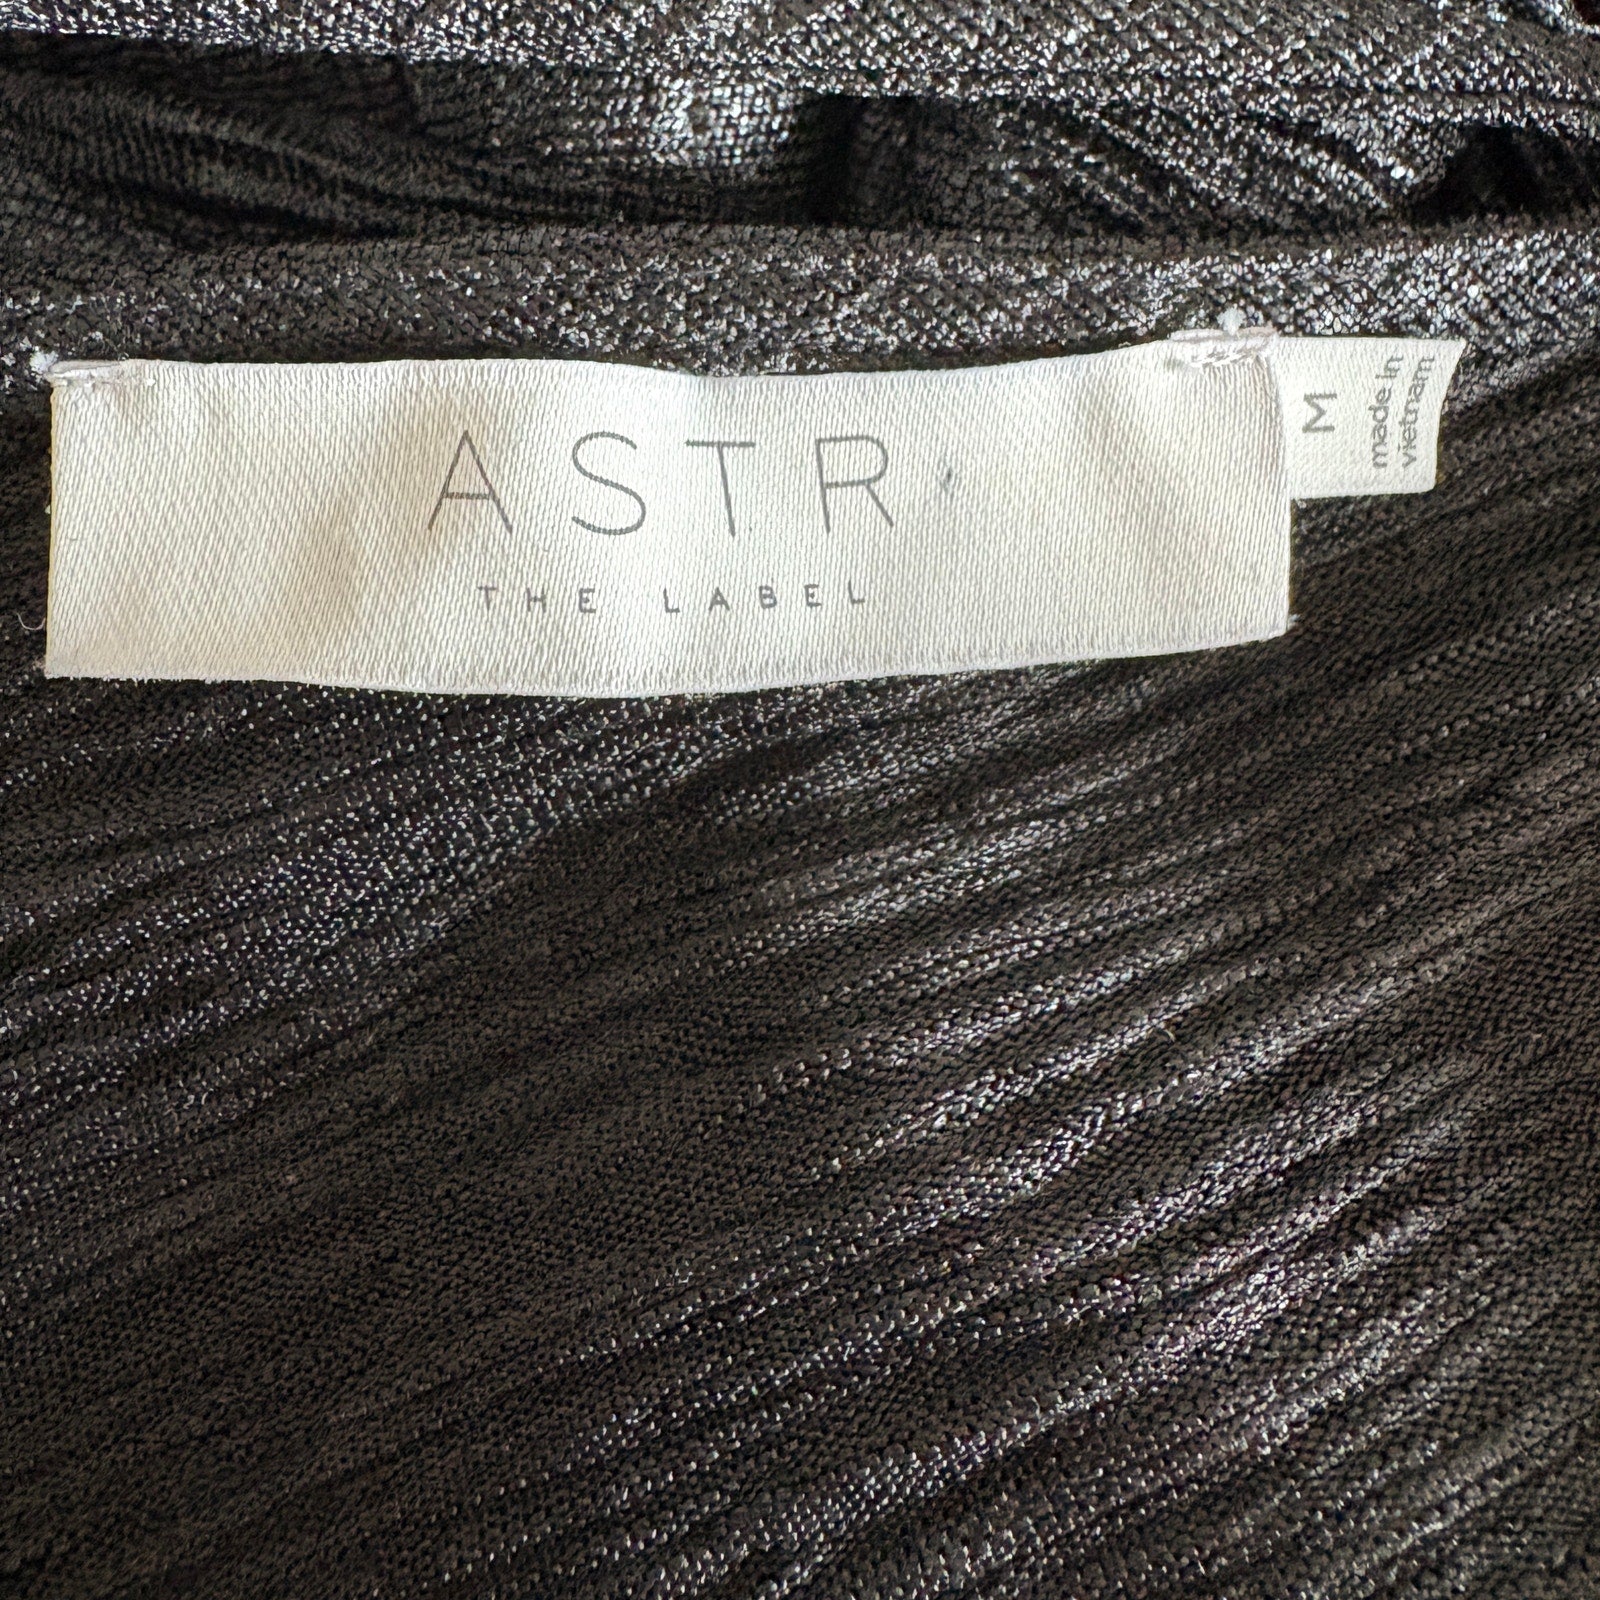 ASTR
THE LABEL
M
made in
vietnam